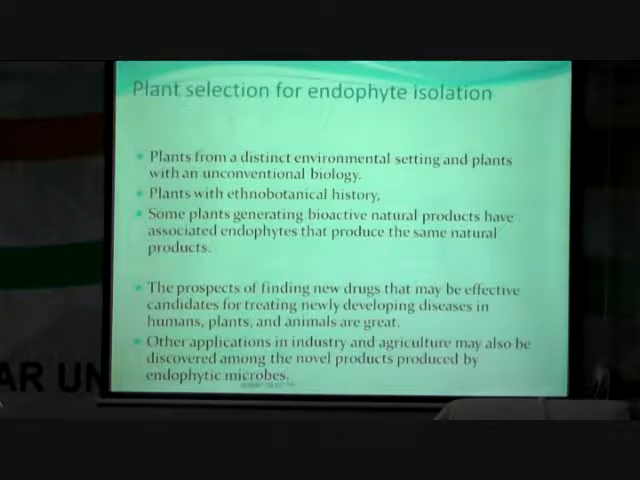 Plant selection for endophyte isolation
Plants from a distinct environmental setting and plants
with an unconventional biology.
Plants with ethnobotanical history,
Some plants generating bioactive natural products have
associated endophytes that produce the same natural
products.
The prospects of finding new drugs that may be effective
candidates for treating newly developing diseases in
humans, plants, and animals are great.
Other applications in industry and agriculture may also be
discovered among the novel products produced by
endophytic microbes.
AR UN